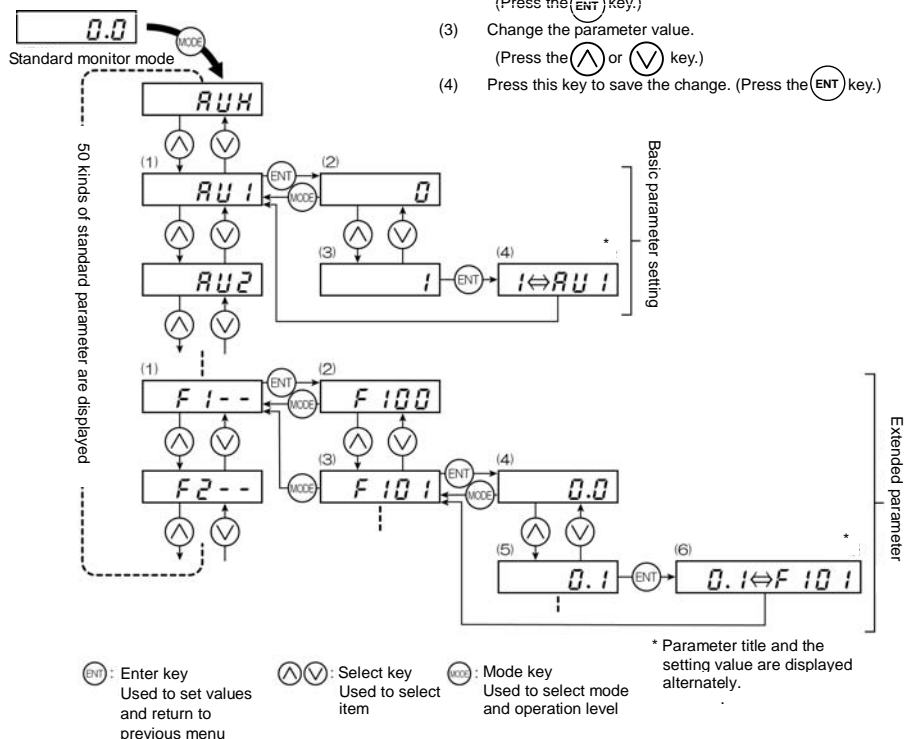 (Press the ENT key.)
(3) Change the parameter value.
(Press the or key.)
(4) Press this key to save the change. (Press the ENT key.)
0.0
MODE
Standard monitor mode
AUH
50 kinds of standard parameter are displayed
(1)
AU1
ENT
MODE
(2)
0
Basic parameter setting
AU2
(3)
1
ENT
(4)
*
1⇔AU1
(1)
F1--
ENT
MODE
(2)
F100
F2--
MODE
(3)
F101
ENT
MODE
(4)
0.0
Extended parameter
(5)
0.1
ENT
(6)
*
0.1⇔F101
* Parameter title and the
setting value are displayed
alternately.
.
ENT : Enter key
Used to set values
and return to
previous menu
: Select key
Used to select
item
MODE : Mode key
Used to select mode
and operation level